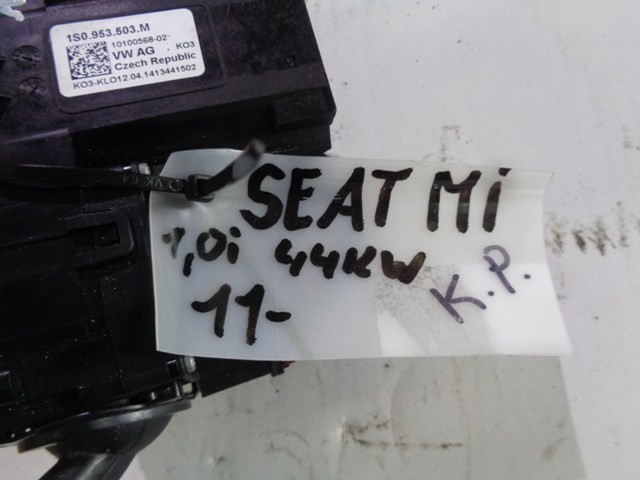 1S0.953.503.M
10100568-02 KO3
VW AG
Czech Republic
KO3-KLO12.04.1413441502
SEAT Mi
1,0i 44KW
11-
K.P.